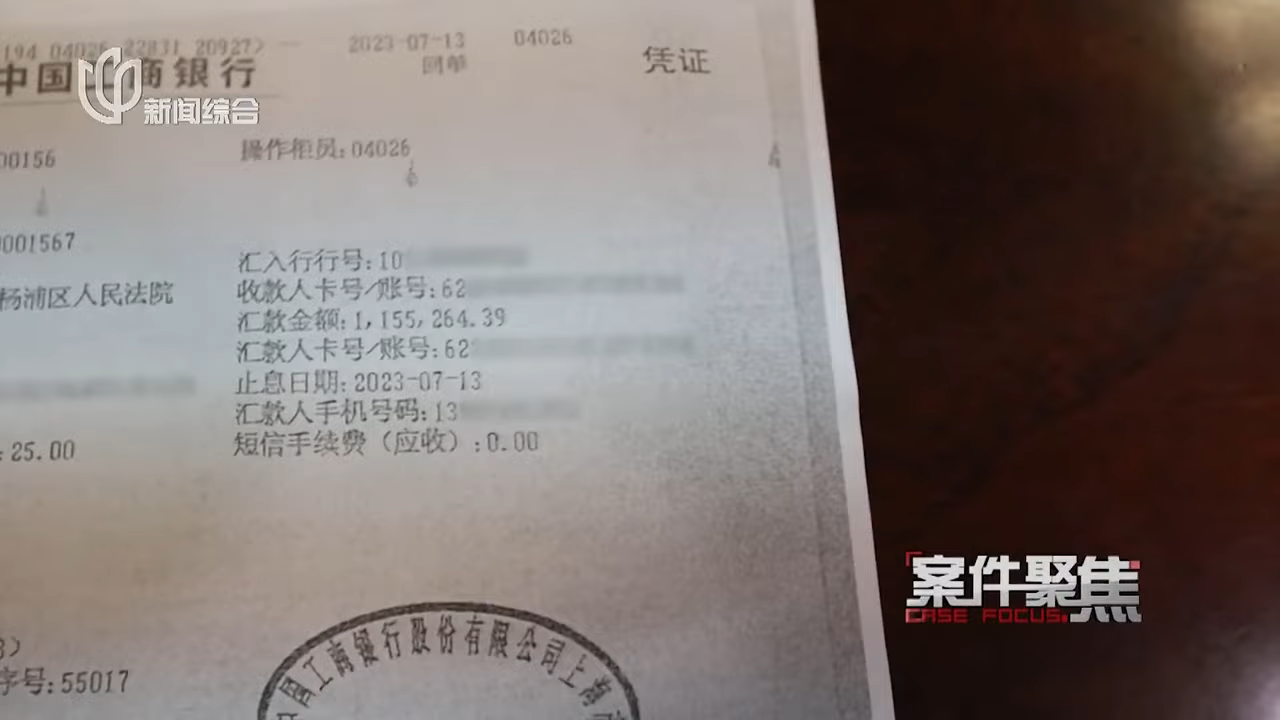 194 04026 22831 20927) 一 2023-07-13 04026
中国 商银行 回单 凭证
新闻综合
00156 操作柜员:04026
001567
汇入行行号:10
杨浦区人民法院 收款人卡号/账号:62
汇款金额:1,155,264.39
汇款人卡号/账号:62
止息日期:2023-07-13
汇款人手机号码:13
:25.00 短信手续费(应收):0.00
案件聚焦
CASE FOCUS
3)
字号:55017
中国工商银行股份有限公司上海